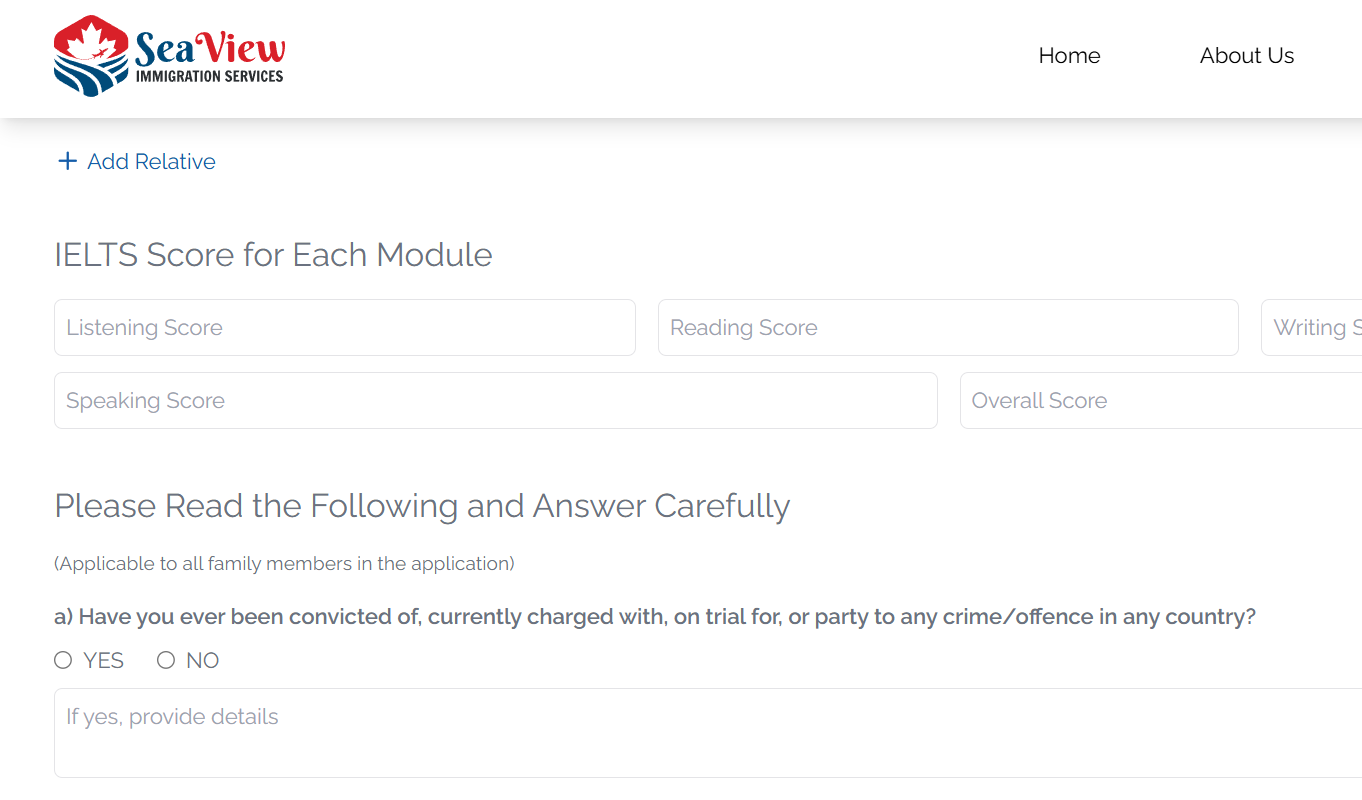 SeaView
IMMIGRATION SERVICES
Home
About Us
+ Add Relative
IELTS Score for Each Module
Listening Score
Reading Score
Writing S
Speaking Score
Overall Score
Please Read the Following and Answer Carefully
(Applicable to all family members in the application)
a) Have you ever been convicted of, currently charged with, on trial for, or party to any crime/offence in any country?
YES
NO
If yes, provide details